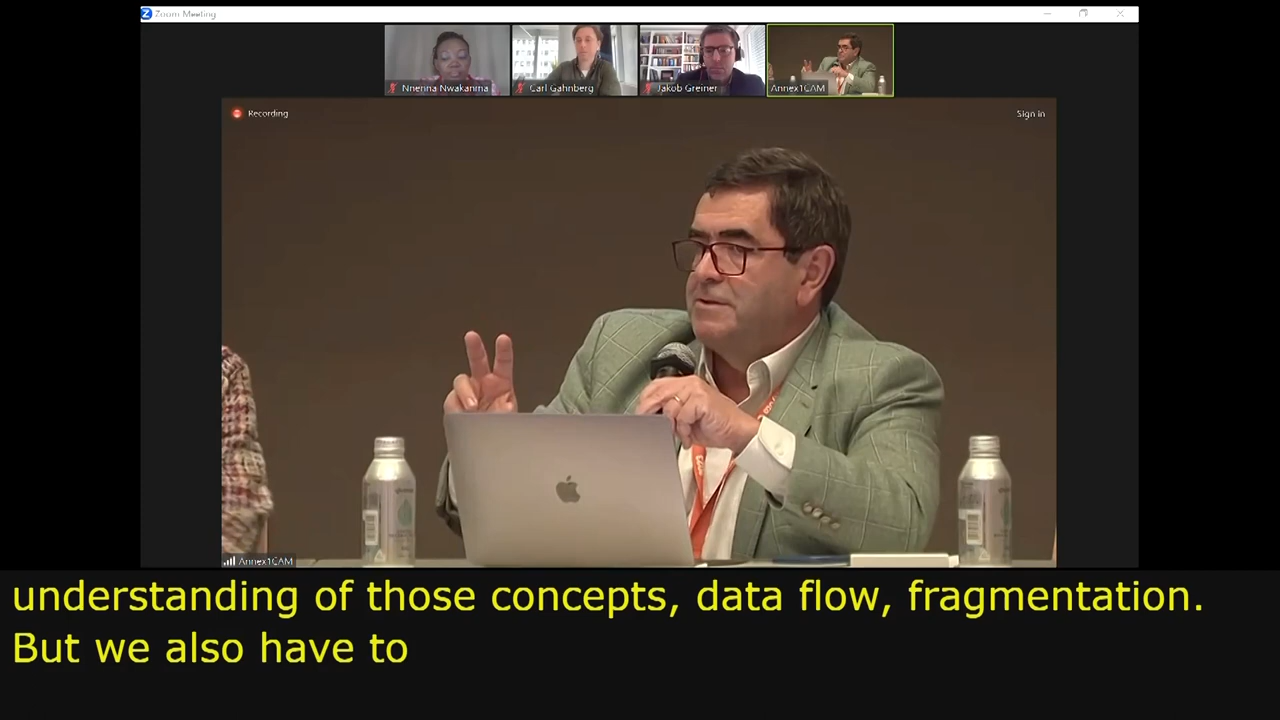 Zoom Meeting
Nnenna Nwakanma
Carl Gahnberg
Jakob Greiner
Annex1CAM
Recording
Sign in
Annex1CAM
understanding of those concepts, data flow, fragmentation.
But we also have to